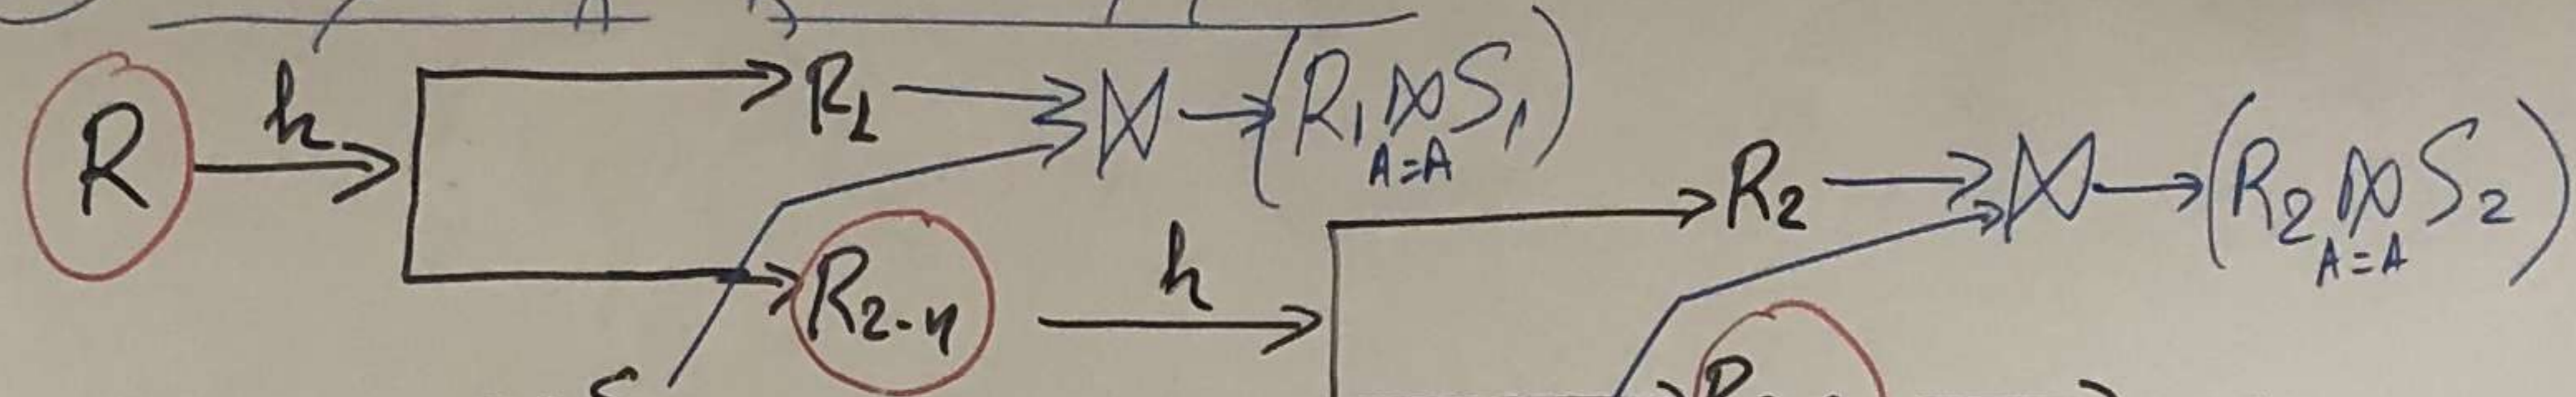 R h R₁ ⋈ (R₁ ⋈ S₁)
A=A
R₂ ⋈ (R₂ ⋈ S₂)
A=A
R₂₋ₙ h
S